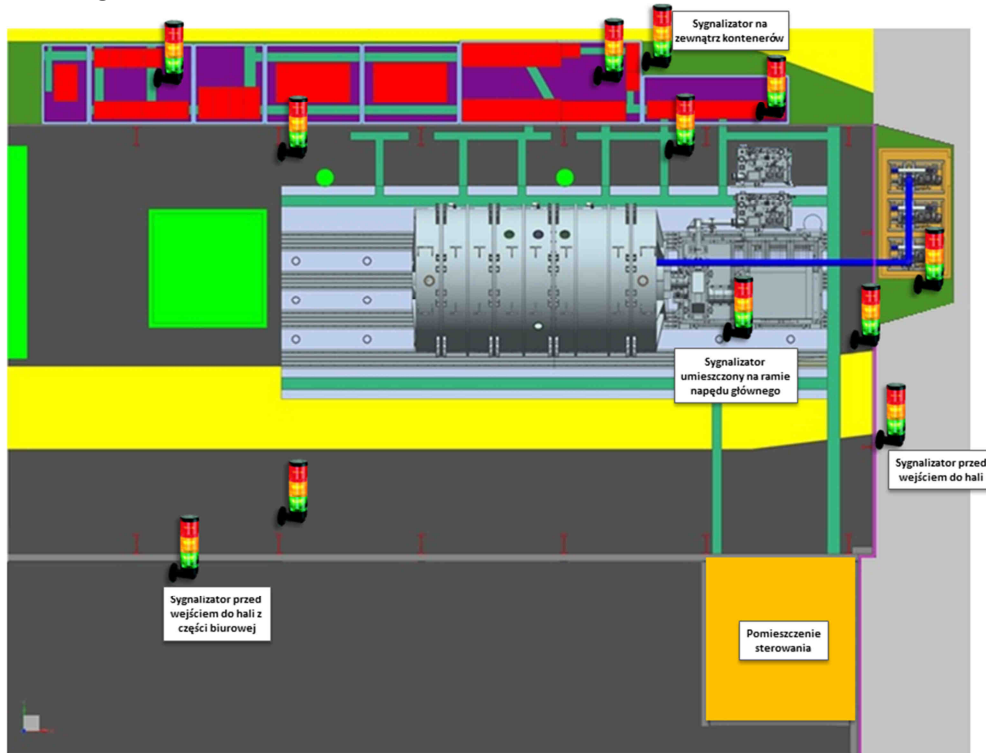 Sygnalizator na
zewnątrz kontenerów
Sygnalizator
umieszczony na ramie
napędu głównego
Sygnalizator przed
wejściem do hali
Sygnalizator przed
wejściem do hali z
części biurowej
Pomieszczenie
sterowania